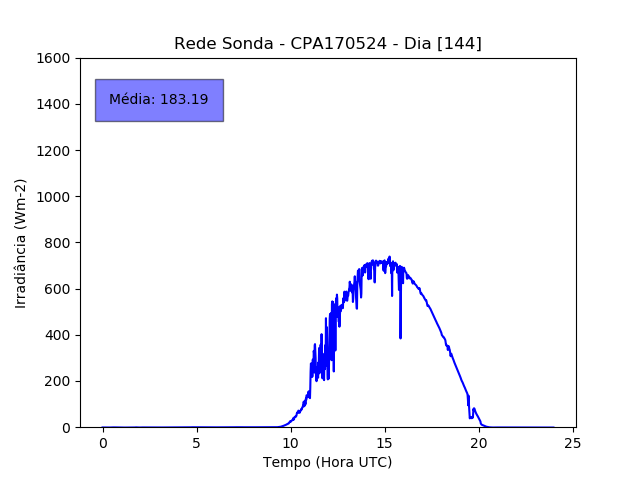 Rede Sonda - CPA170524 - Dia [144]
Média: 183.19
Irradiância (Wm-2)
1600
1400
1200
1000
800
600
400
200
0
0 5 10 15 20 25
Tempo (Hora UTC)